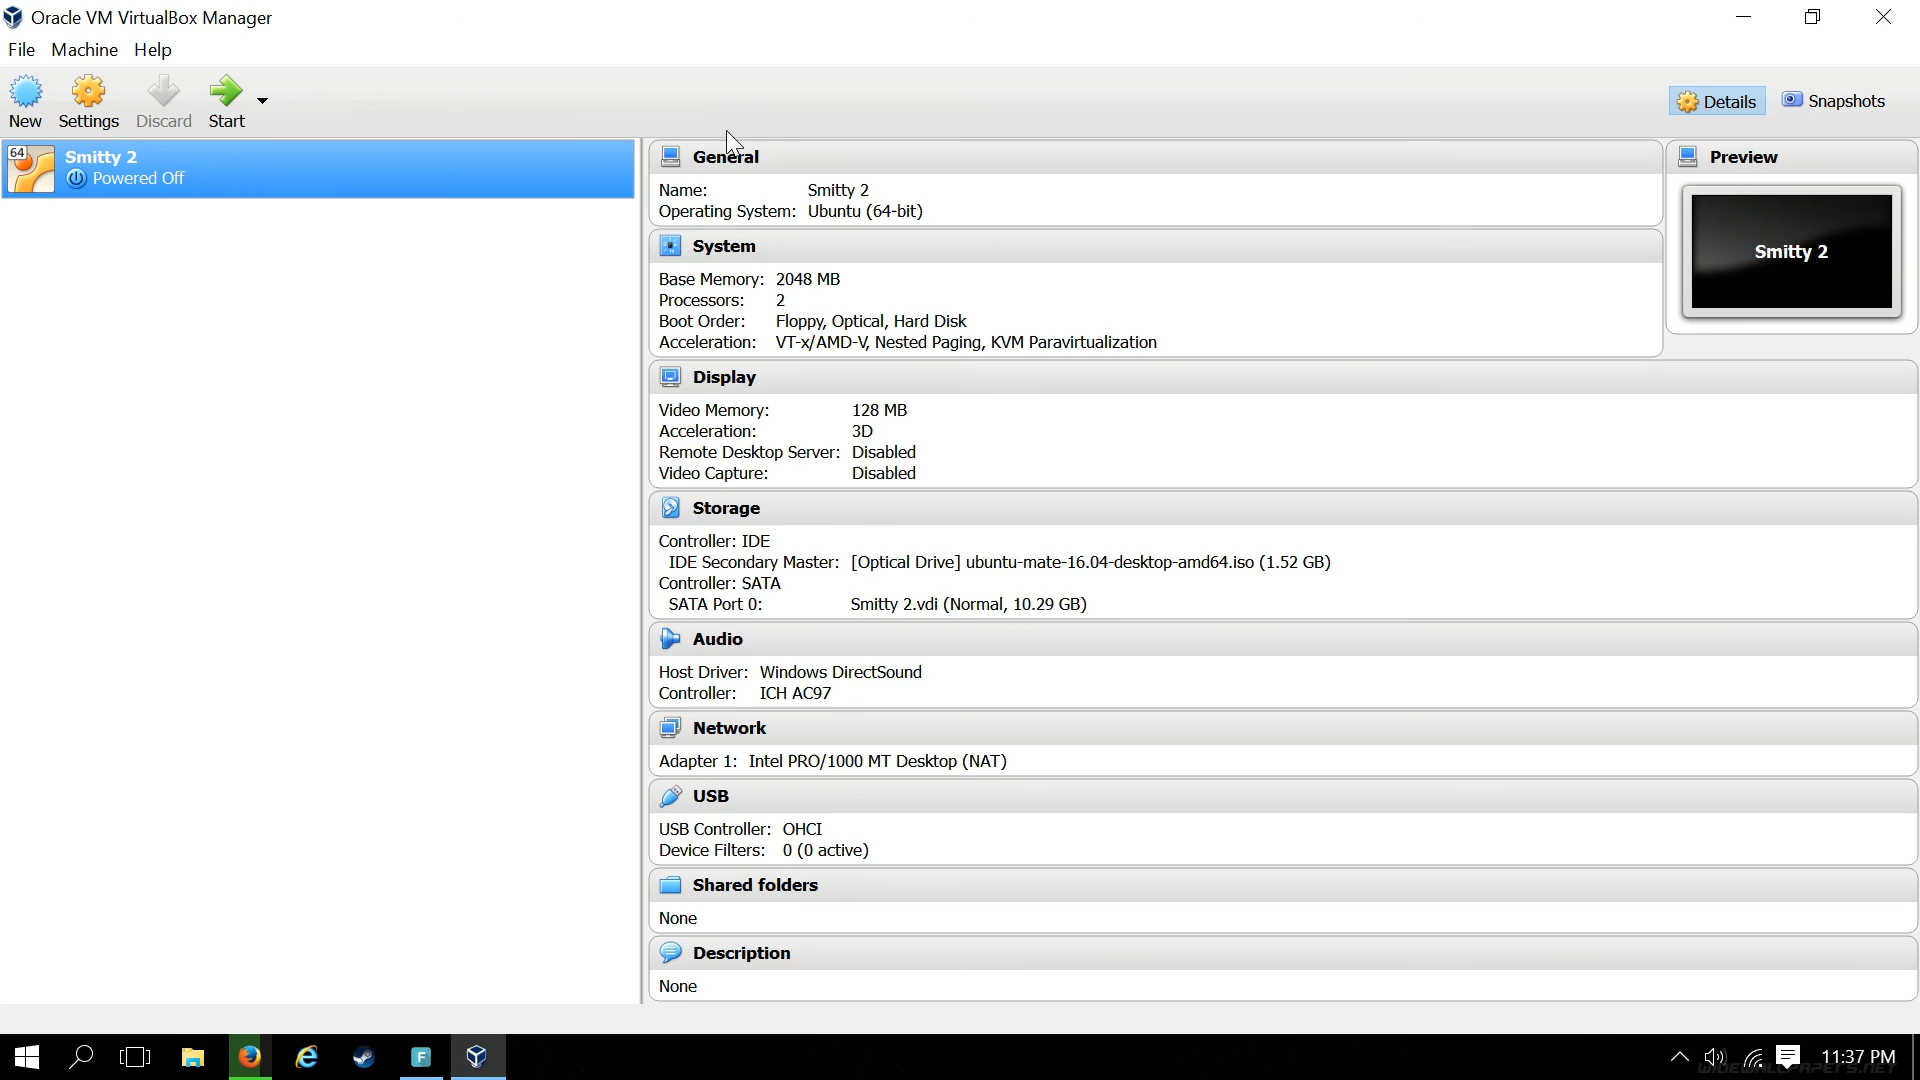 Oracle VM VirtualBox Manager
File Machine Help
New Settings Discard Start
Details Snapshots
64
Smitty 2
Powered Off
General
Name: Smitty 2
Operating System: Ubuntu (64-bit)
Preview
Smitty 2
System
Base Memory: 2048 MB
Processors: 2
Boot Order: Floppy, Optical, Hard Disk
Acceleration: VT-x/AMD-V, Nested Paging, KVM Paravirtualization
Display
Video Memory: 128 MB
Acceleration: 3D
Remote Desktop Server: Disabled
Video Capture: Disabled
Storage
Controller: IDE
IDE Secondary Master: [Optical Drive] ubuntu-mate-16.04-desktop-amd64.iso (1.52 GB)
Controller: SATA
SATA Port 0: Smitty 2.vdi (Normal, 10.29 GB)
Audio
Host Driver: Windows DirectSound
Controller: ICH AC97
Network
Adapter 1: Intel PRO/1000 MT Desktop (NAT)
USB
USB Controller: OHCI
Device Filters: 0 (0 active)
Shared folders
None
Description
None
F
11:37 PM
WIDEWALLPAPERS.NET